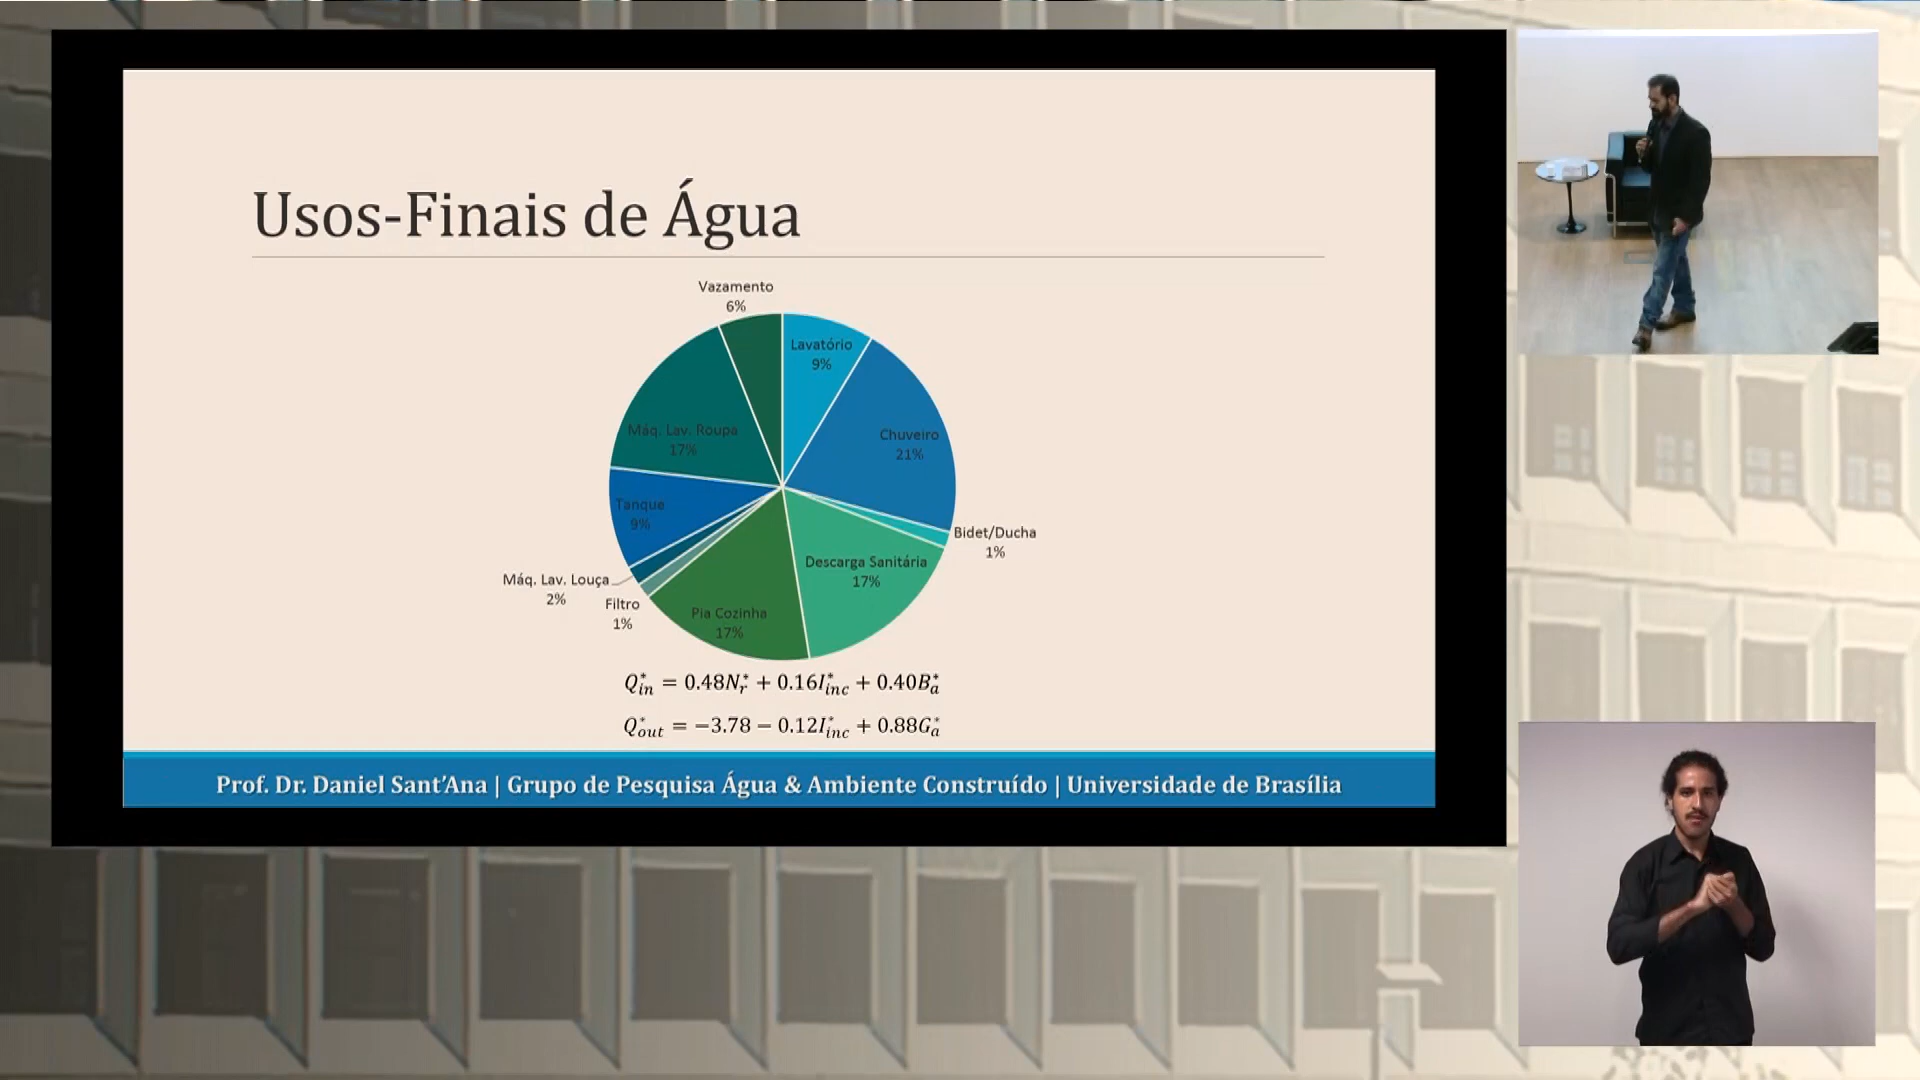 Usos-Finais de Água
Vazamento
6%
Lavatório
9%
Chuveiro
21%
Bidet/Ducha
1%
Descarga Sanitária
17%
Pia Cozinha
17%
Filtro
1%
Máq. Lav. Louça
2%
Tanque
9%
Máq. Lav. Roupa
17%
Q*in = 0.48N*r + 0.16I*inc + 0.40B*a
Q*out = −3.78 − 0.12I*inc + 0.88G*a
Prof. Dr. Daniel Sant’Ana | Grupo de Pesquisa Água & Ambiente Construído | Universidade de Brasília